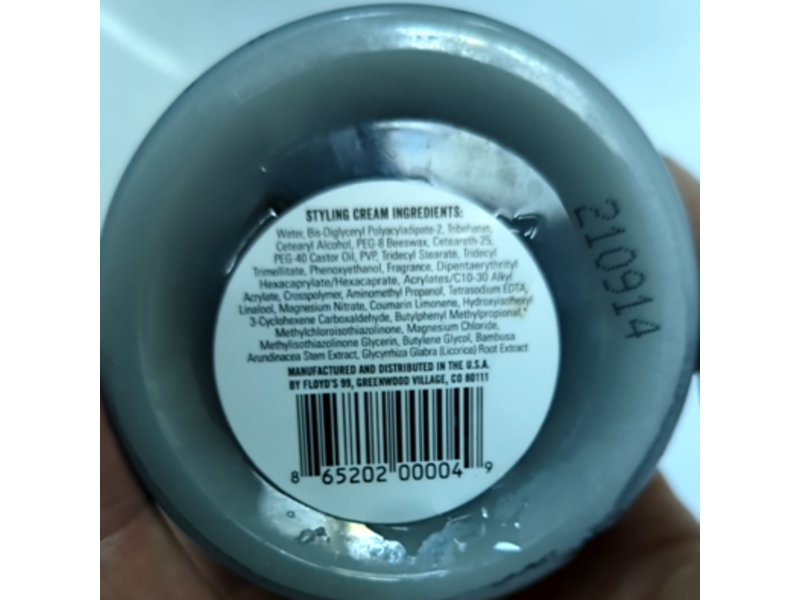 STYLING CREAM INGREDIENTS:
Water, Bis-Diglyceryl Polyacyladipate-2, Tribehenin,
Cetearyl Alcohol, PEG-8 Beeswax, Ceteareth-25,
PEG-40 Castor Oil, PVP, Tridecyl Stearate, Tridecyl
Trimellitate, Phenoxyethanol, Fragrance, Dipentaerythrityl
Hexacaprylate/Hexacaprate, Acrylates/C10-30 Alkyl
Acrylate, Crosspolymer, Aminomethyl Propanol, Tetrasodium EDTA,
Linalool, Magnesium Nitrate, Coumarin Limonene, Hydroxyisohexyl
3-Cyclohexene Carboxaldehyde, Butylphenyl Methylpropional,
Methylchloroisothiazolinone, Magnesium Chloride,
Methylisothiazolinone Glycerin, Butylene Glycol, Bambusa
Arundinacea Stem Extract, Glycyrrhiza Glabra (Licorice) Root Extract
MANUFACTURED AND DISTRIBUTED IN THE U.S.A.
BY FLOYD'S 99, GREENWOOD VILLAGE, CO 80111
8 65202 00004 9
210914